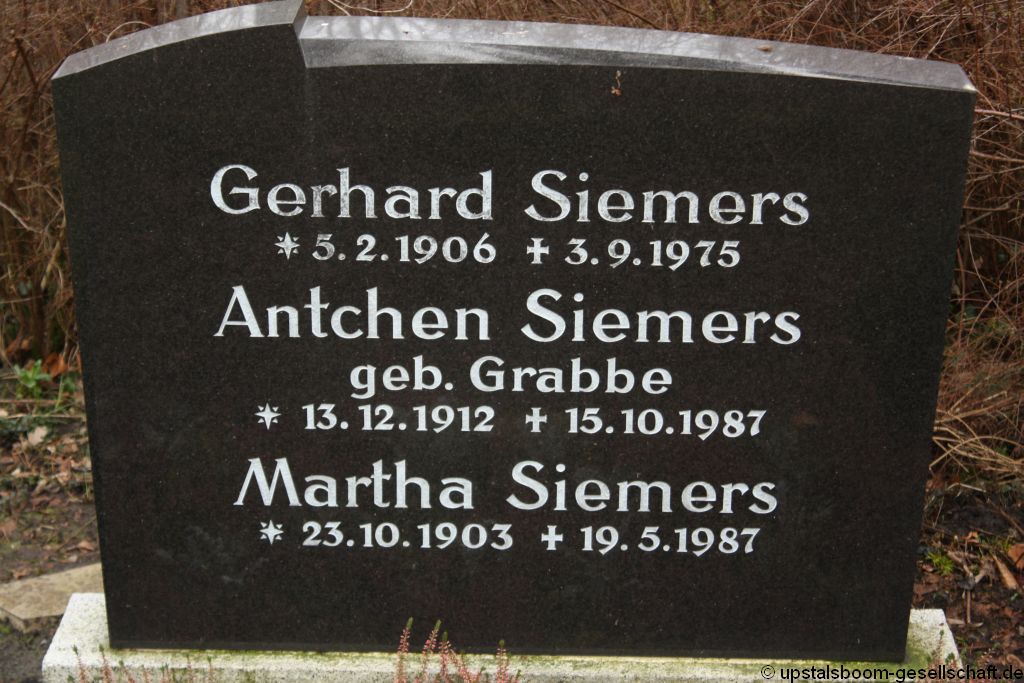 Gerhard Siemers
* 5.2.1906 ✝ 3.9.1975
Antchen Siemers
geb. Grabbe
* 13.12.1912 ✝ 15.10.1987
Martha Siemers
* 23.10.1903 ✝ 19.5.1987
© upstalsboom-gesellschaft.de